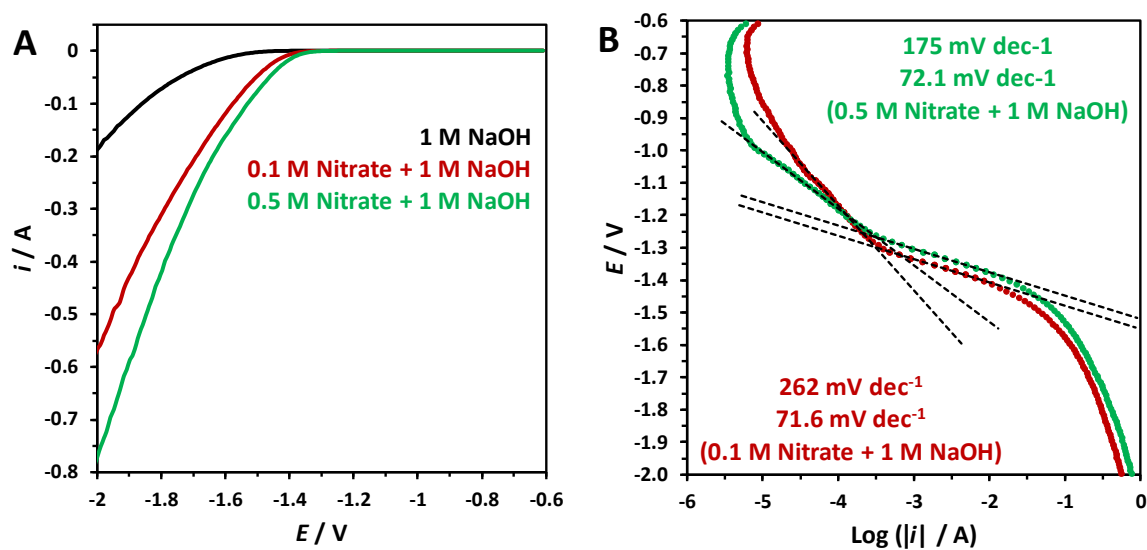 A
0
-0.1
-0.2
-0.3
-0.4
-0.5
-0.6
-0.7
-0.8
i / A
1 M NaOH
0.1 M Nitrate + 1 M NaOH
0.5 M Nitrate + 1 M NaOH
-2 -1.8 -1.6 -1.4 -1.2 -1 -0.8 -0.6
E / V
B
-0.6
-0.7
-0.8
-0.9
-1.0
-1.1
-1.2
-1.3
-1.4
-1.5
-1.6
-1.7
-1.8
-1.9
-2.0
E / V
175 mV dec-1
72.1 mV dec-1
(0.5 M Nitrate + 1 M NaOH)
262 mV dec⁻¹
71.6 mV dec⁻¹
(0.1 M Nitrate + 1 M NaOH)
-6 -5 -4 -3 -2 -1 0
Log (|i| / A)